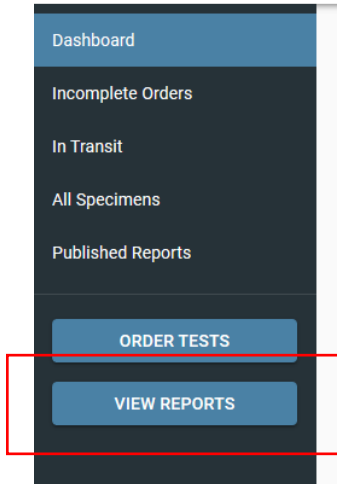 Dashboard
Incomplete Orders
In Transit
All Specimens
Published Reports
ORDER TESTS
VIEW REPORTS